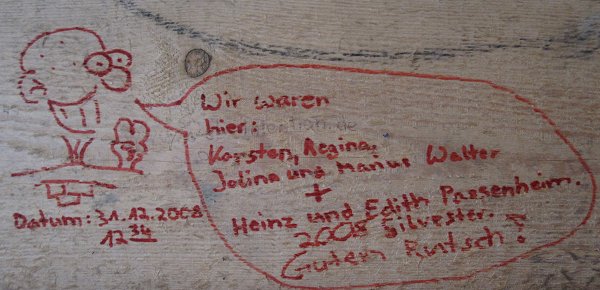 Wir waren
hier:
Karsten, Regina,
Jolina und Marius Walter
+
Heinz und Edith Passenheim.
2008 Silvester.
Guten Rutsch!
Datum: 31.12.2008
12 34